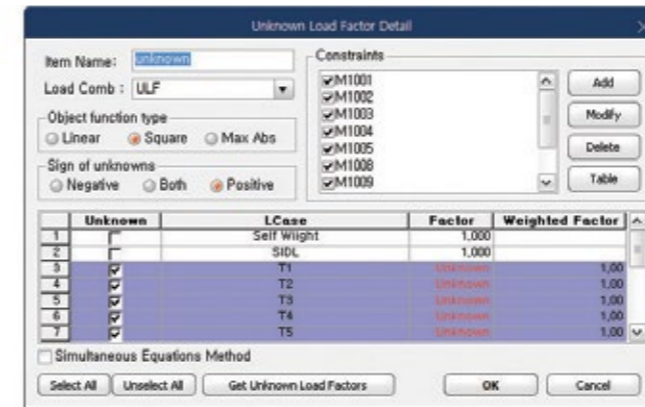 Unknown Load Factor Detail
Item Name: unknown
Load Comb : ULF
Object function type
Linear Square Max Abs
Sign of unknowns
Negative Both Positive
Constraints
M1001
M1002
M1003
M1004
M1005
M1008
M1009
Add
Modify
Delete
Table
Unknown LCase Factor Weighted Factor
1 Self Wiight 1,000
2 SIDL 1,000
3 T1 Unknown 1,00
4 T2 Unknown 1,00
5 T3 Unknown 1,00
6 T4 Unknown 1,00
7 T5 Unknown 1,00
Simultaneous Equations Method
Select All Unselect All Get Unknown Load Factors OK Cancel